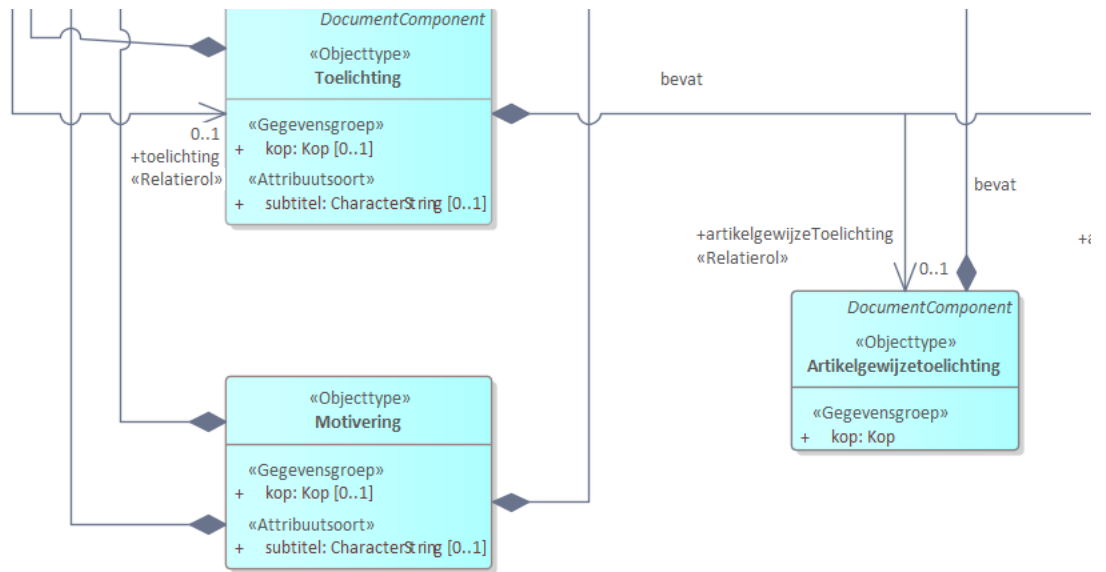 DocumentComponent
«Objecttype»
Toelichting
«Gegevensgroep»
+ kop: Kop [0..1]
«Attribuutsoort»
+ subtitel: CharacterString [0..1]
0..1
+toelichting
«Relatierol»
bevat
bevat
+artikelgewijzeToelichting
«Relatierol»
0..1
+a
DocumentComponent
«Objecttype»
Artikelgewijzetoelichting
«Gegevensgroep»
+ kop: Kop
«Objecttype»
Motivering
«Gegevensgroep»
+ kop: Kop [0..1]
«Attribuutsoort»
+ subtitel: CharacterString [0..1]